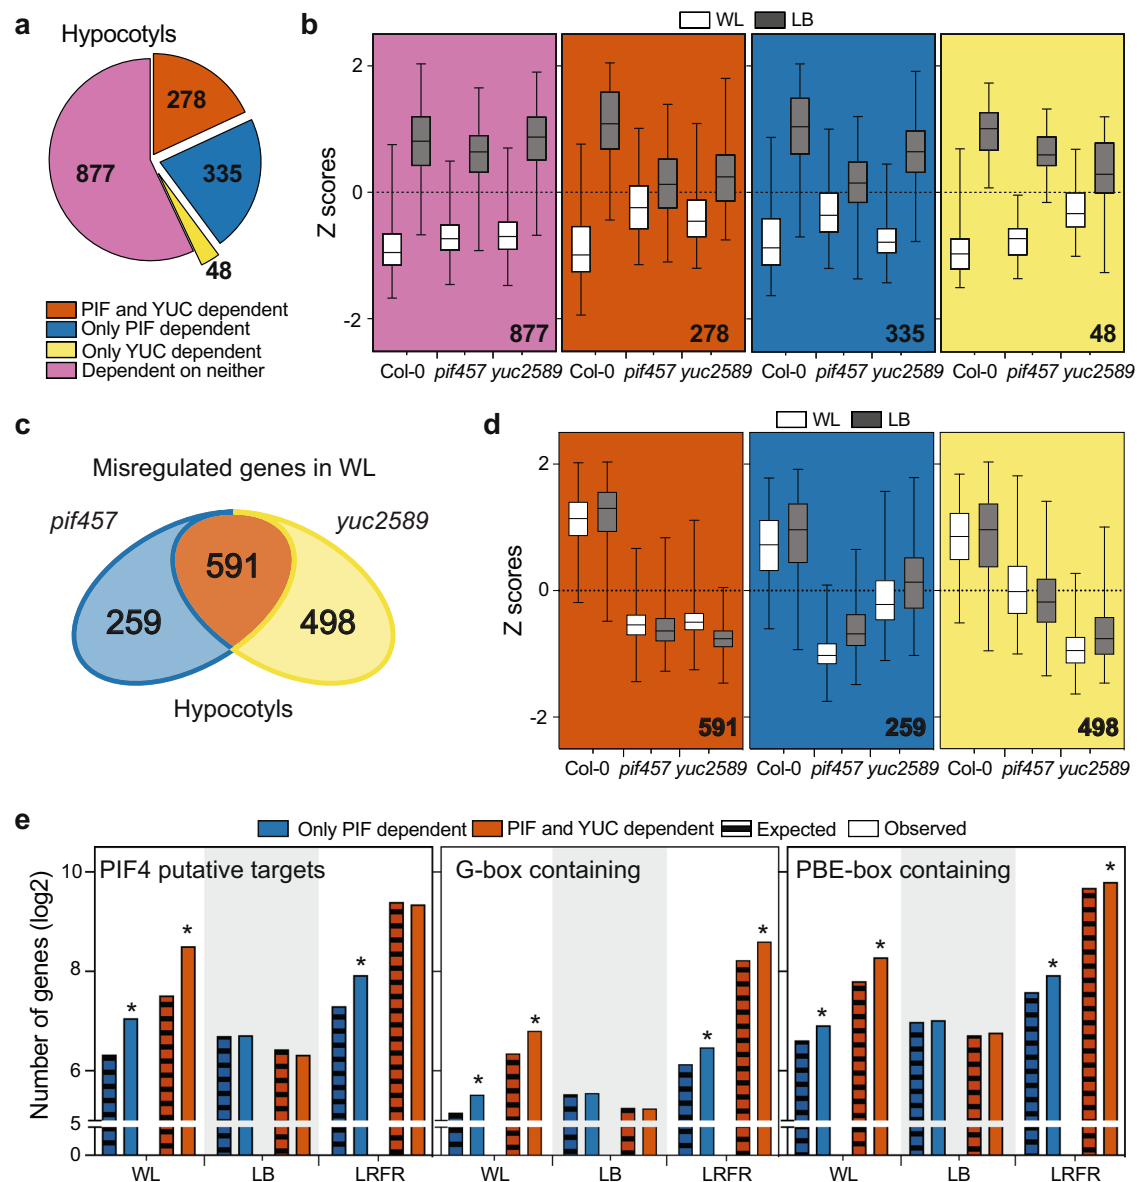 a
Hypocotyls
278
877
335
48
PIF and YUC dependent
Only PIF dependent
Only YUC dependent
Dependent on neither
b
WL LB
Z scores
2
0
-2
877
278
335
48
Col-0 pif457 yuc2589
Col-0 pif457 yuc2589
Col-0 pif457 yuc2589
Col-0 pif457 yuc2589
c
Misregulated genes in WL
pif457
yuc2589
591
259
498
Hypocotyls
d
WL LB
Z scores
2
0
-2
591
259
498
Col-0 pif457 yuc2589
Col-0 pif457 yuc2589
Col-0 pif457 yuc2589
e
Only PIF dependent PIF and YUC dependent Expected Observed
Number of genes (log2)
10
8
6
5
0
PIF4 putative targets
* * *
WL LB LRFR
G-box containing
* * * *
WL LB LRFR
PBE-box containing
* * * *
WL LB LRFR